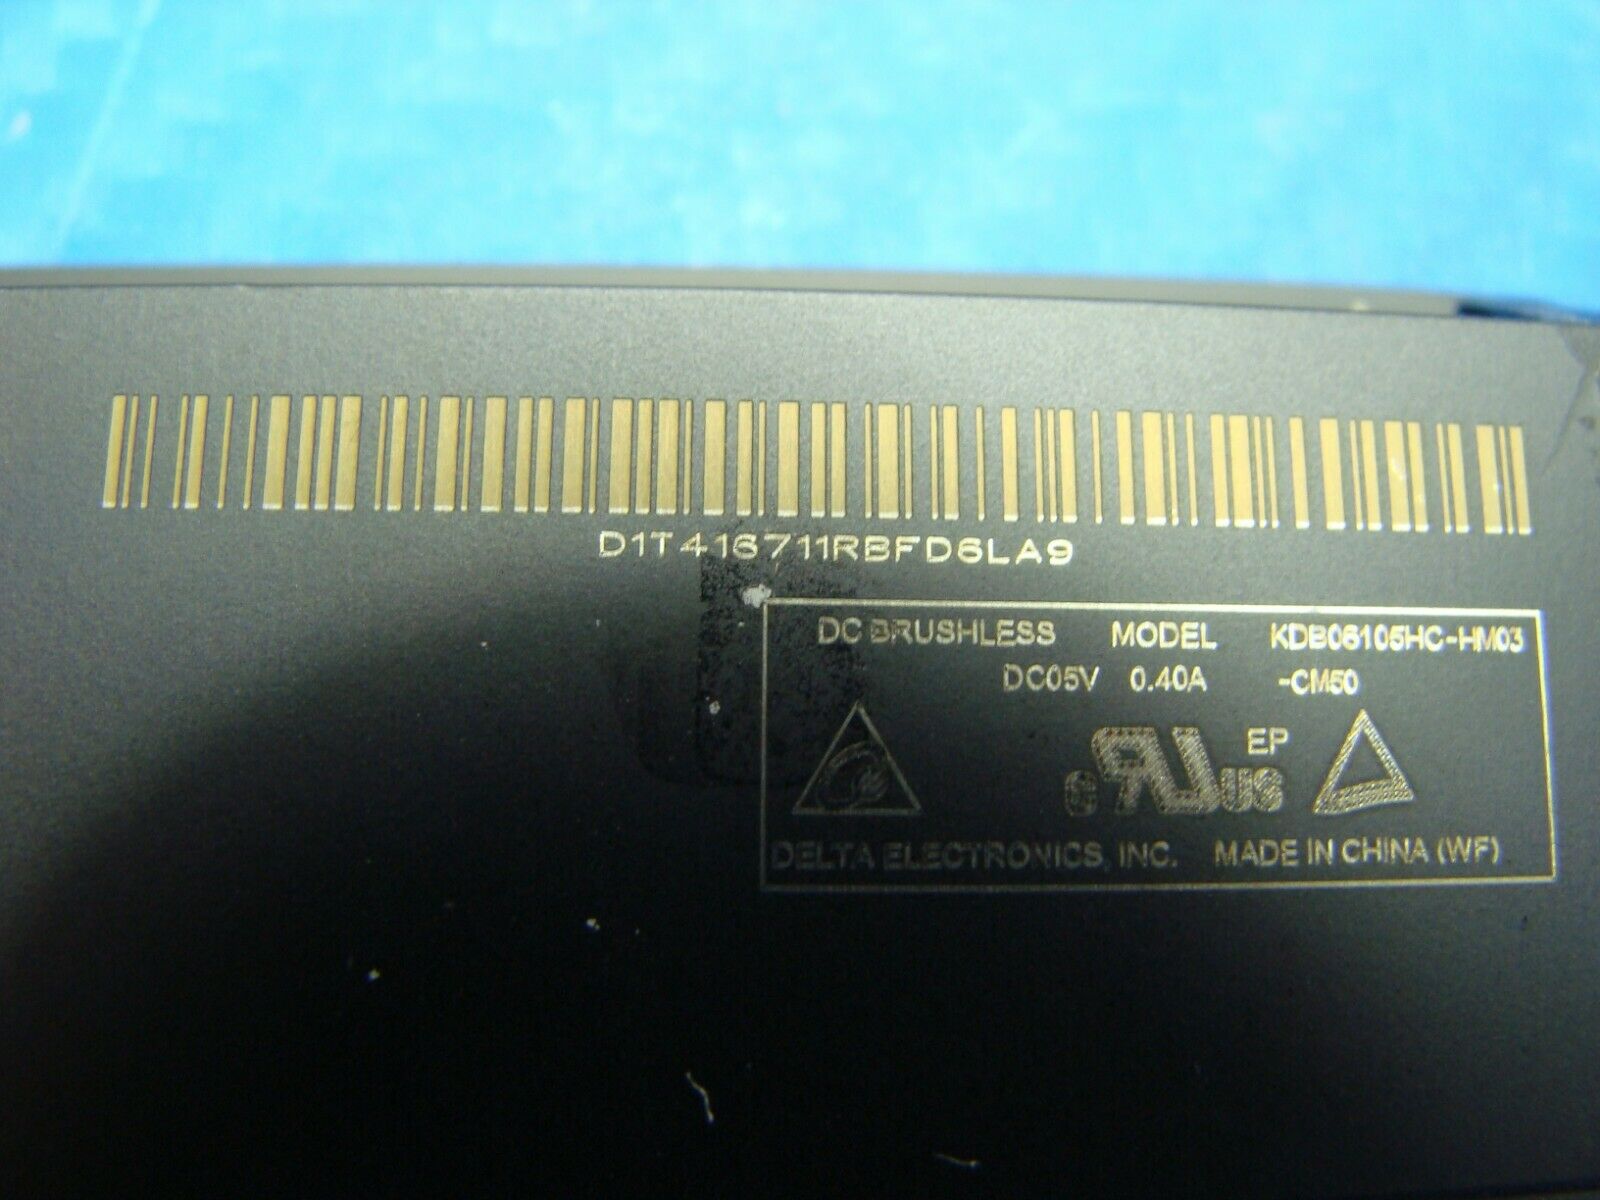 D1T416711RBFD6LA9
DC BRUSHLESS MODEL KDB06105HC-HM03
DC05V 0.40A -CM50
c RU us EP
DELTA ELECTRONICS, INC. MADE IN CHINA (WF)